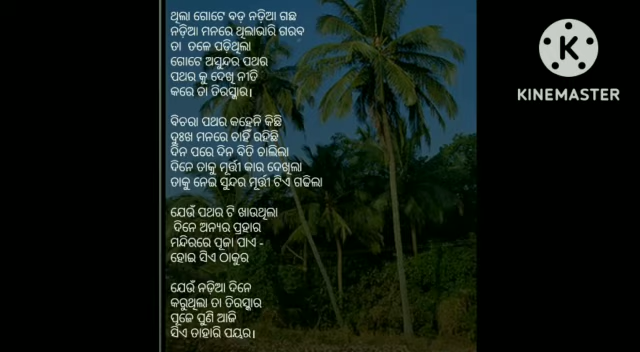 ଥିଲା ଗୋଟେ ବଡ଼ ନଡ଼ିଆ ଗଛ
ନଡ଼ିଆ ମନରେ ଥିଲାଭାରି ଗରବ
ତା ତଳେ ପଡ଼ିଥିଲା
ଗୋଟେ ଅସୁନ୍ଦର ପଥର
ପଥର କୁ ଦେଖି ନୀତି
କରେ ତା ତିରସ୍କାର।
ବିଚରା ପଥର କହେନି କିଛି
ଦୁଃଖ ମନରେ ଚାହିଁ ରହିଛି
ଦିନ ପରେ ଦିନ ବିତି ଚାଲିଲା
ଦିନେ ତାକୁ ମୂର୍ତ୍ତୀ କାର ଦେଖିଲା
ତାକୁ ନେଇ ସୁନ୍ଦର ମୂର୍ତ୍ତୀ ଟିଏ ଗଢିଲା
ଯେଉଁ ପଥର ଟି ଖାଉଥିଲା
ଦିନେ ଅନ୍ୟର ପ୍ରହାର
ମନ୍ଦିରରେ ପୂଜା ପାଏ -
ହୋଇ ସିଏ ଠାକୁର
ଯେଉଁ ନଡ଼ିଆ ଦିନେ
କରୁଥିଲା ତା ତିରସ୍କାର
ପୂଜେ ପୁଣି ଆଜି
ସିଏ ତାହାରି ପୟର।
KINEMASTER